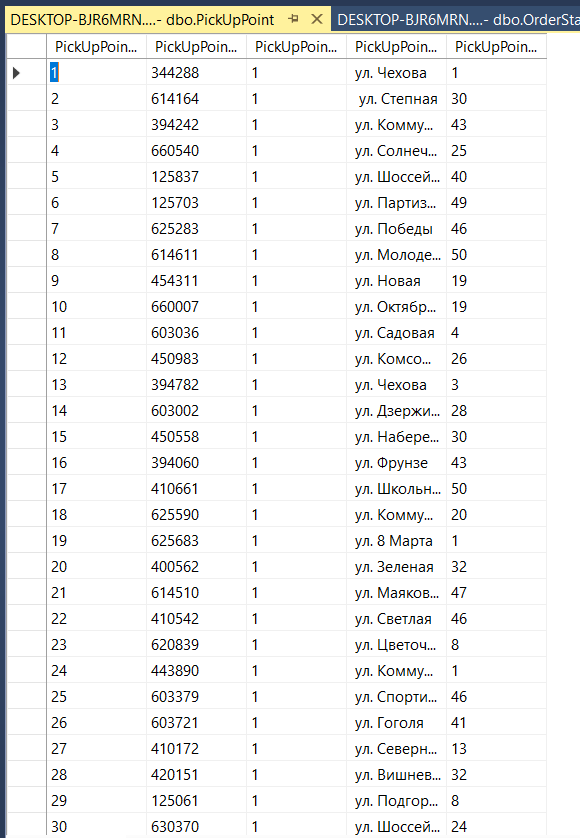 DESKTOP-BJR6MRN....- dbo.PickUpPoint DESKTOP-BJR6MRN....- dbo.OrderSta
PickUpPoin... PickUpPoin... PickUpPoin... PickUpPoin... PickUpPoin...
1 344288 1 ул. Чехова 1
2 614164 1 ул. Степная 30
3 394242 1 ул. Комму... 43
4 660540 1 ул. Солнеч... 25
5 125837 1 ул. Шоссей... 40
6 125703 1 ул. Партиз... 49
7 625283 1 ул. Победы 46
8 614611 1 ул. Молоде... 50
9 454311 1 ул. Новая 19
10 660007 1 ул. Октябр... 19
11 603036 1 ул. Садовая 4
12 450983 1 ул. Комсо... 26
13 394782 1 ул. Чехова 3
14 603002 1 ул. Дзержи... 28
15 450558 1 ул. Набере... 30
16 394060 1 ул. Фрунзе 43
17 410661 1 ул. Школьн... 50
18 625590 1 ул. Комму... 20
19 625683 1 ул. 8 Марта 1
20 400562 1 ул. Зеленая 32
21 614510 1 ул. Маяков... 47
22 410542 1 ул. Светлая 46
23 620839 1 ул. Цветоч... 8
24 443890 1 ул. Комму... 1
25 603379 1 ул. Спорти... 46
26 603721 1 ул. Гоголя 41
27 410172 1 ул. Северн... 13
28 420151 1 ул. Вишнев... 32
29 125061 1 ул. Подгор... 8
30 630370 1 ул. Шоссей... 24